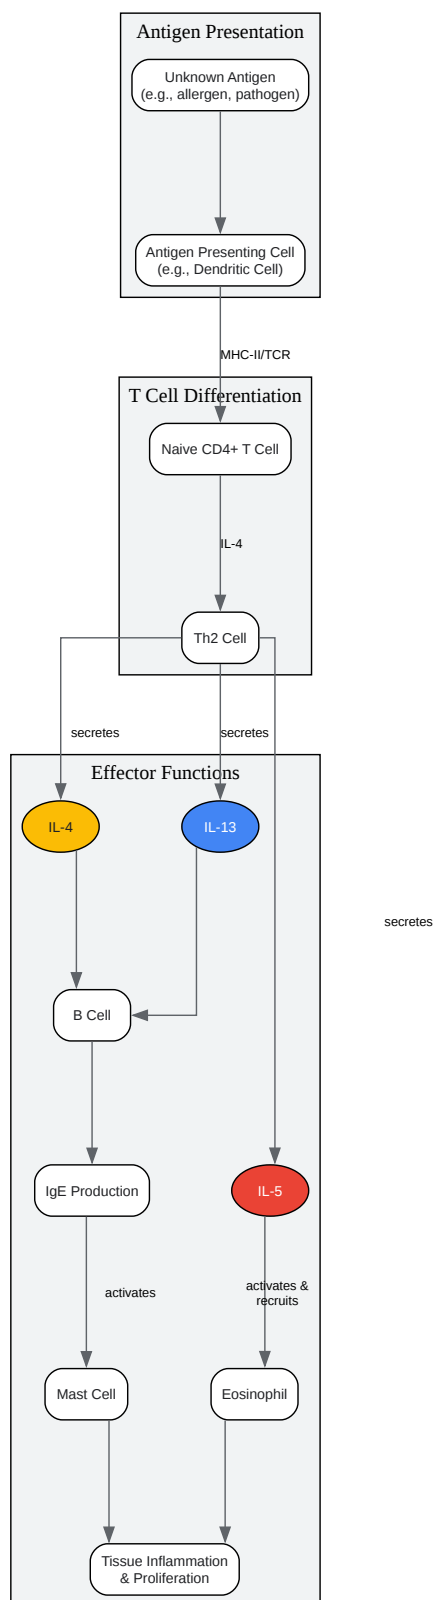 Antigen Presentation
Unknown Antigen
(e.g., allergen, pathogen)
Antigen Presenting Cell
(e.g., Dendritic Cell)
MHC-II/TCR
T Cell Differentiation
Naive CD4+ T Cell
IL-4
Th2 Cell
secretes
secretes
Effector Functions
IL-4
IL-13
secretes
B Cell
IgE Production
IL-5
activates
activates &
recruits
Mast Cell
Eosinophil
Tissue Inflammation
& Proliferation